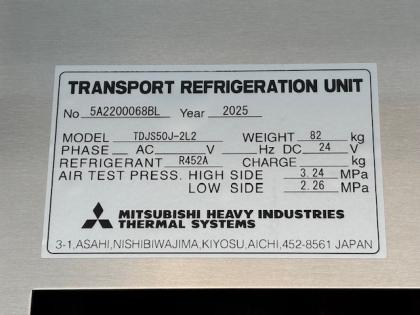 TRANSPORT REFRIGERATION UNIT
No 5A2200068BL Year 2025
MODEL TDJS50J-2L2 WEIGHT 82 kg
PHASE AC V Hz DC 24 V
REFRIGERANT R452A CHARGE kg
AIR TEST PRESS. HIGH SIDE 3.24 MPa
LOW SIDE 2.26 MPa
MITSUBISHI HEAVY INDUSTRIES
THERMAL SYSTEMS
3-1,ASAHI,NISHIBIWAJIMA,KIYOSU,AICHI,452-8561 JAPAN